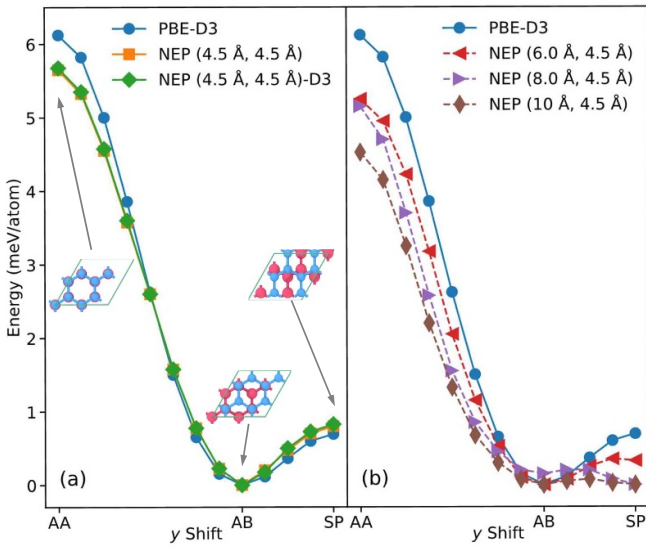 Energy (meV/atom)
6
5
4
3
2
1
0
PBE-D3
NEP (4.5 Å, 4.5 Å)
NEP (4.5 Å, 4.5 Å)-D3
(a)
AA
AB
SP
y Shift
PBE-D3
NEP (6.0 Å, 4.5 Å)
NEP (8.0 Å, 4.5 Å)
NEP (10 Å, 4.5 Å)
(b)
AA
AB
SP
y Shift